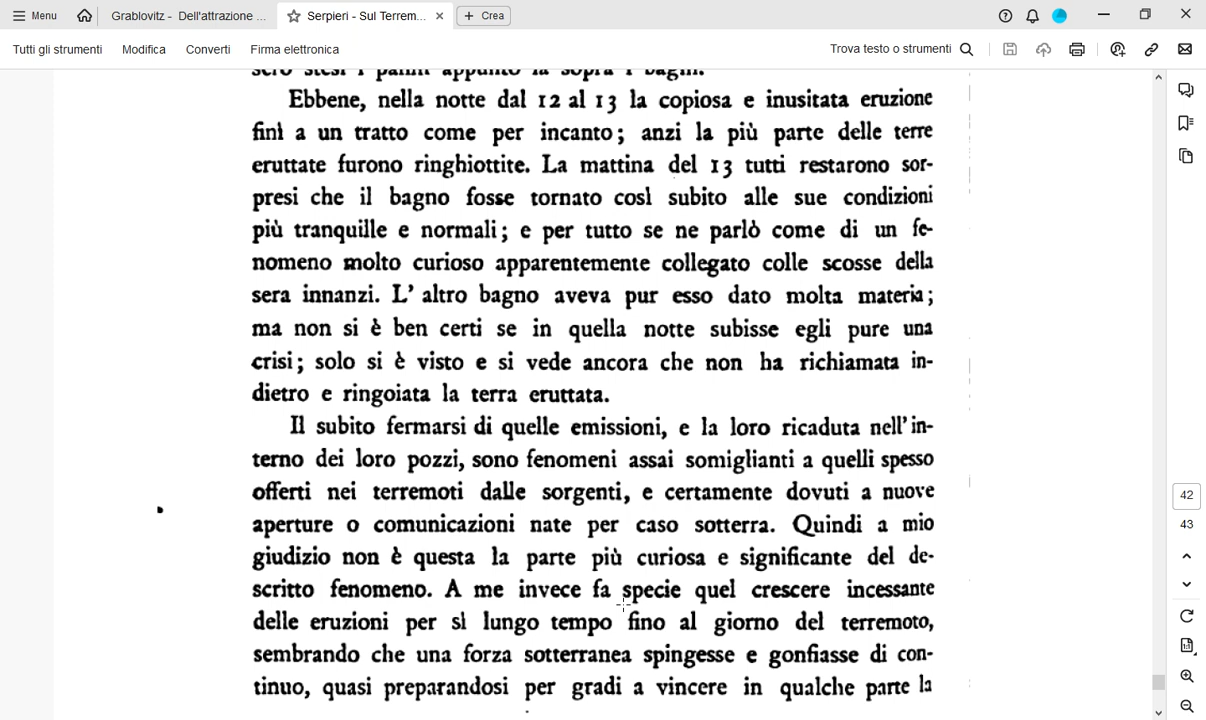 Menu
Grablovitz - Dell'attrazione ...
Serpieri - Sul Terrem...
Crea
Tutti gli strumenti
Modifica
Converti
Firma elettronica
Trova testo o strumenti
sero stesi i panni appunto là sopra i bagni.
Ebbene, nella notte dal 12 al 13 la copiosa e inusitata eruzione
finì a un tratto come per incanto; anzi la più parte delle terre
eruttate furono ringhiottite. La mattina del 13 tutti restarono sor-
presi che il bagno fosse tornato così subito alle sue condizioni
più tranquille e normali; e per tutto se ne parlò come di un fe-
nomeno molto curioso apparentemente collegato colle scosse della
sera innanzi. L' altro bagno aveva pur esso dato molta materia;
ma non si è ben certi se in quella notte subisse egli pure una
crisi; solo si è visto e si vede ancora che non ha richiamata in-
dietro e ringoiata la terra eruttata.
Il subito fermarsi di quelle emissioni, e la loro ricaduta nell' in-
terno dei loro pozzi, sono fenomeni assai somiglianti a quelli spesso
offerti nei terremoti dalle sorgenti, e certamente dovuti a nuove
aperture o comunicazioni nate per caso sotterra. Quindi a mio
giudizio non è questa la parte più curiosa e significante del de-
scritto fenomeno. A me invece fa specie quel crescere incessante
delle eruzioni per sì lungo tempo fino al giorno del terremoto,
sembrando che una forza sotterranea spingesse e gonfiasse di con-
tinuo, quasi preparandosi per gradi a vincere in qualche parte la
42
43